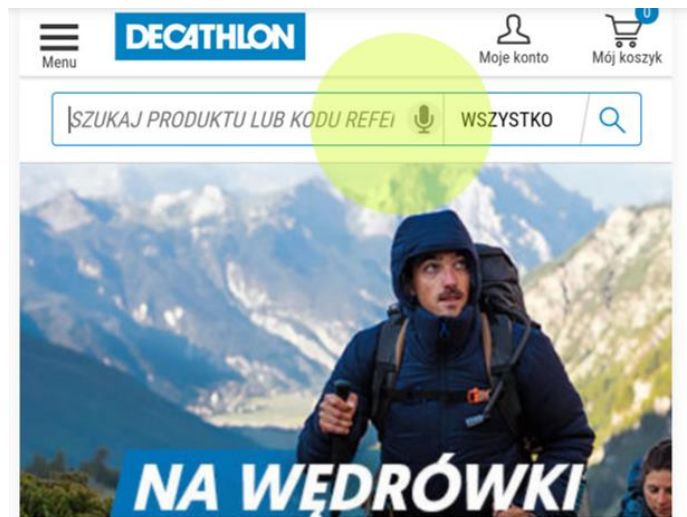 DECATHLON
0
Menu
Moje konto
Mój koszyk
SZUKAJ PRODUKTU LUB KODU REFE
WSZYSTKO
NA WĘDRÓWKI